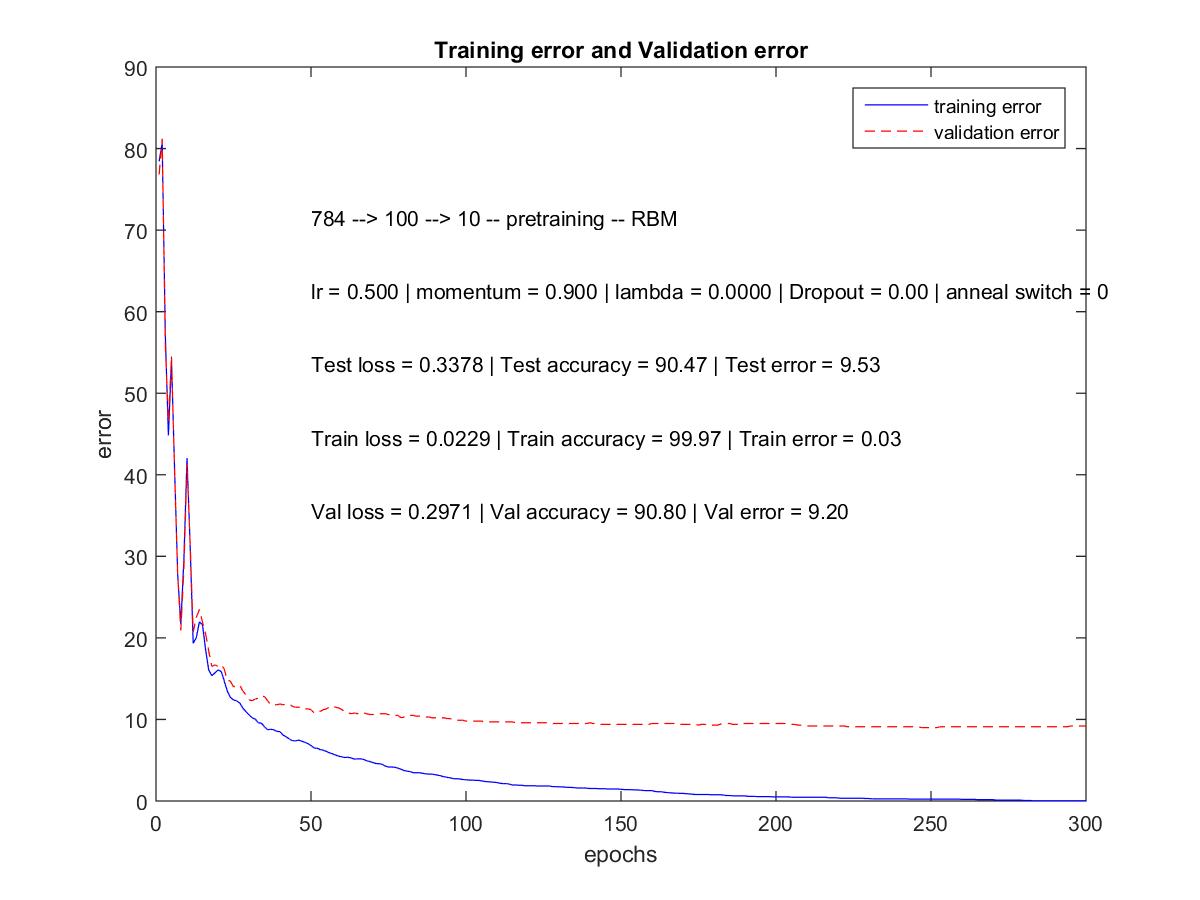 Training error and Validation error
90
80
70
60
50
40
30
20
10
0
error
training error
validation error
784 --> 100 --> 10 -- pretraining -- RBM
lr = 0.500 | momentum = 0.900 | lambda = 0.0000 | Dropout = 0.00 | anneal switch = 0
Test loss = 0.3378 | Test accuracy = 90.47 | Test error = 9.53
Train loss = 0.0229 | Train accuracy = 99.97 | Train error = 0.03
Val loss = 0.2971 | Val accuracy = 90.80 | Val error = 9.20
0 50 100 150 200 250 300
epochs